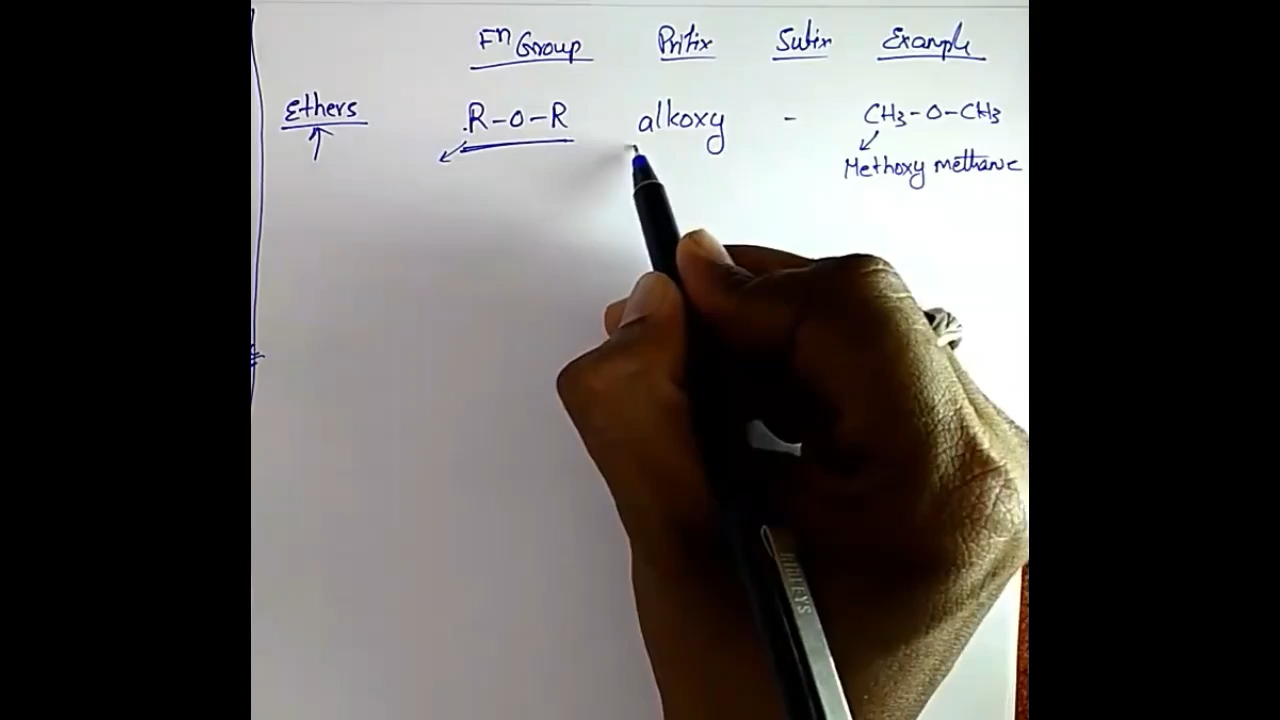 Fⁿ Group Prifix Sufix Example
Ethers R-O-R alkoxy - CH3-O-CH3
Methoxy methane